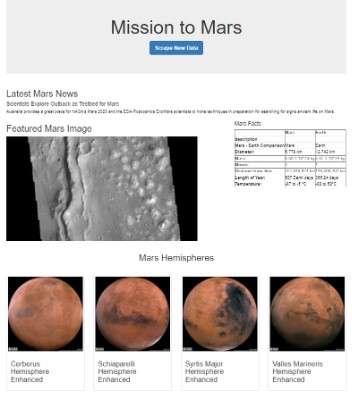 Mission to Mars
Scrape New Data
Latest Mars News
Scientists Explore Outback as Testbed for Mars
Australia provides a great place for NASA's Mars 2020 and the ESA-Roscosmos ExoMars scientists to hone techniques in preparation for searching for signs ancient life on Mars.
Featured Mars Image
Mars Facts
Mars Earth
description
Mars - Earth Comparison Mars Earth
Diameter: 6,779 km 12,742 km
Mass:
Moons: 2 1
Distance from Sun:
Length of Year: 687 Earth days 365.24 days
Temperature: -87 to -5 °C -88 to 58°C
Mars Hemispheres
Cerberus
Hemisphere
Enhanced
Schiaparelli
Hemisphere
Enhanced
Syrtis Major
Hemisphere
Enhanced
Valles Marineris
Hemisphere
Enhanced